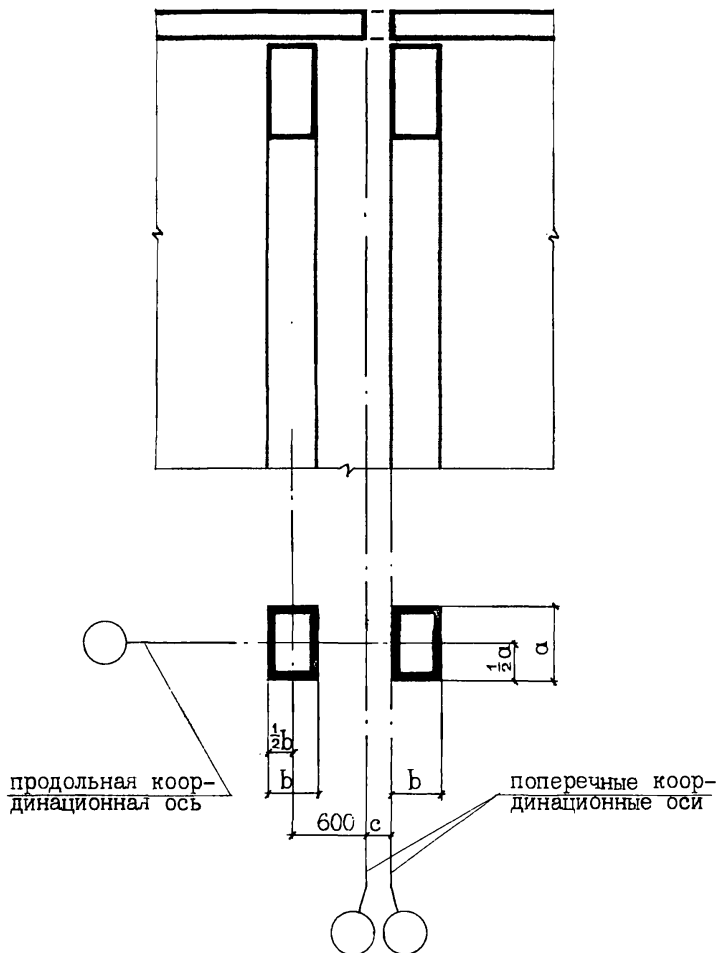 ½a
a
½b
b
b
продольная коор-
динационная ось
поперечные коор-
динационные оси
600
c